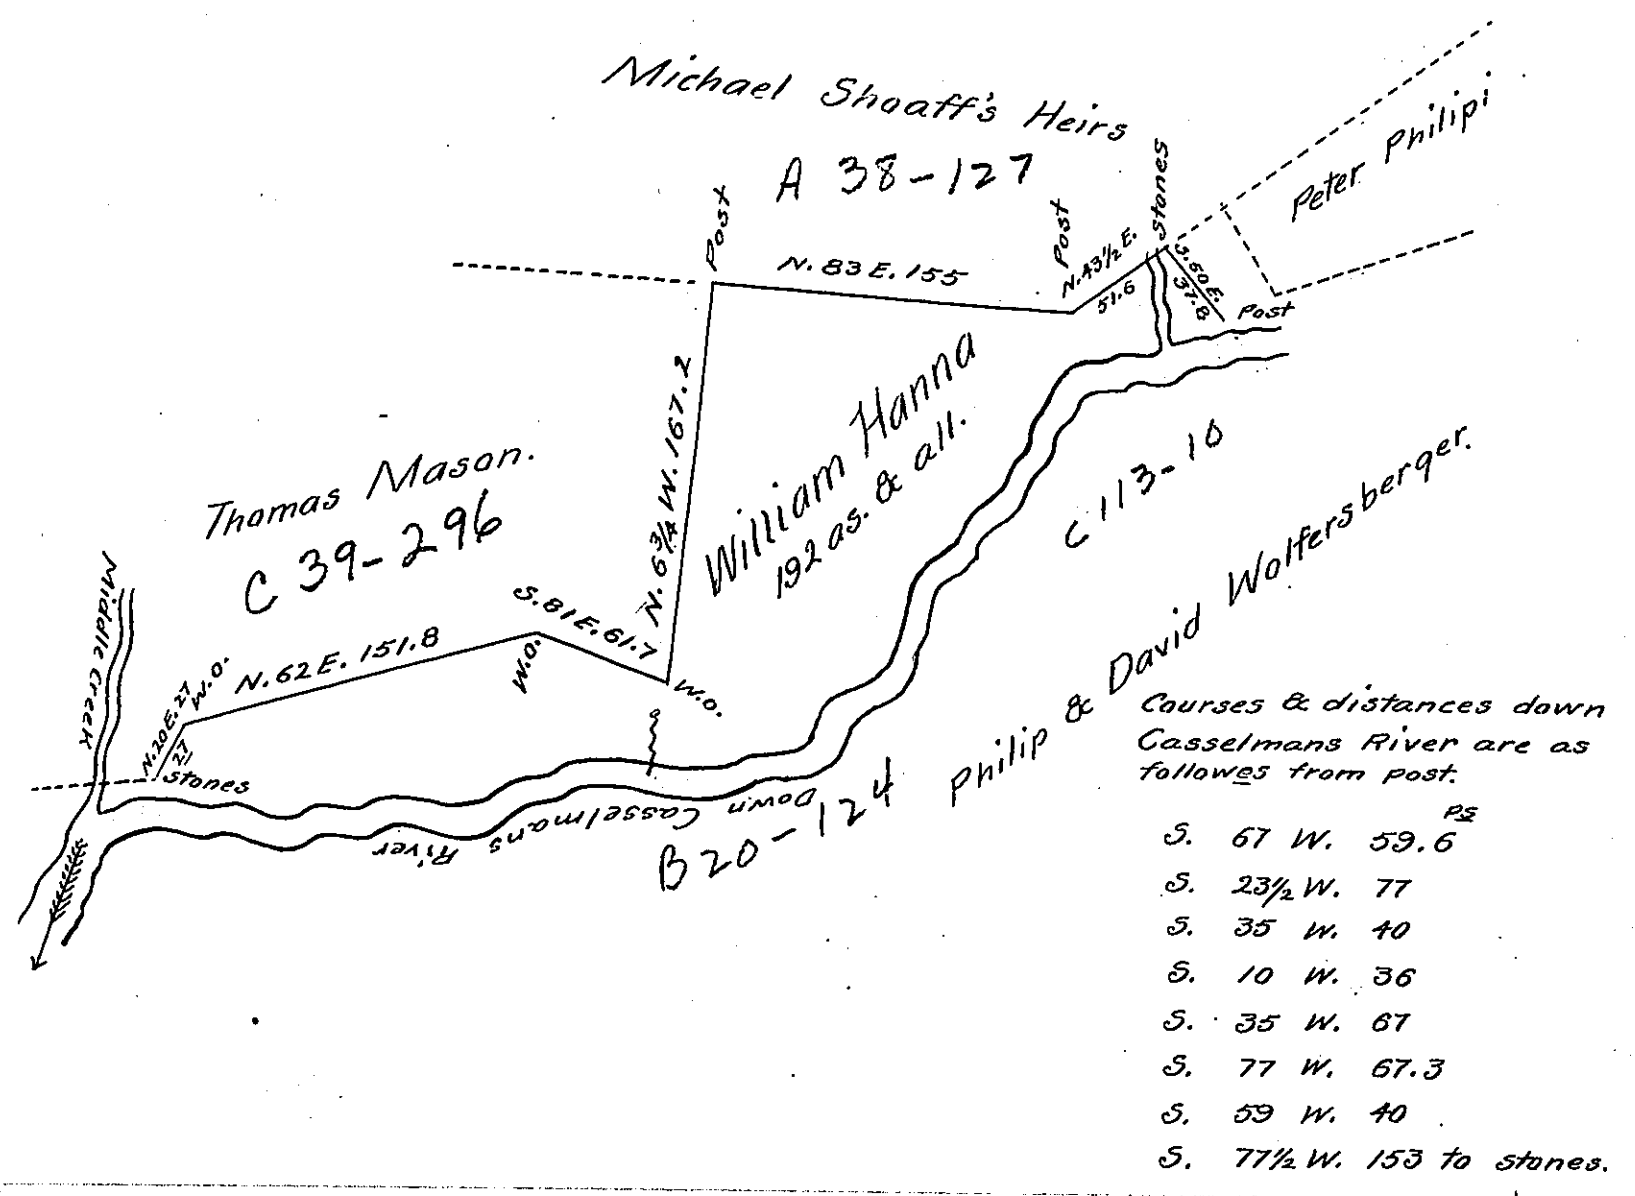 Michael Shoaff's Heirs
A 38-127
Peter Philipi
Post
Post
Stones
N. 83 E. 155
N. 43½ E.
51.6
S. 50 E.
37.8
Post
N. 6¾ W. 167.2
William Hanna
192 as. & all.
Thomas Mason.
C 39-296
C 113-10
Philip & David Wolfersberger.
Middle Creek
N. 20 E. 27
27
W.O.
Stones
N. 62 E. 151.8
W.O.
S. 81 E. 61.7
W.O.
Down Casselmans River
B20-124
Courses & distances down
Casselmans River are as
followes from post.
PS
S. 67 W. 59.6
S. 23½ W. 77
S. 35 W. 40
S. 10 W. 36
S. 35 W. 67
S. 77 W. 67.3
S. 59 W. 40
S. 77½ W. 153 to stones.